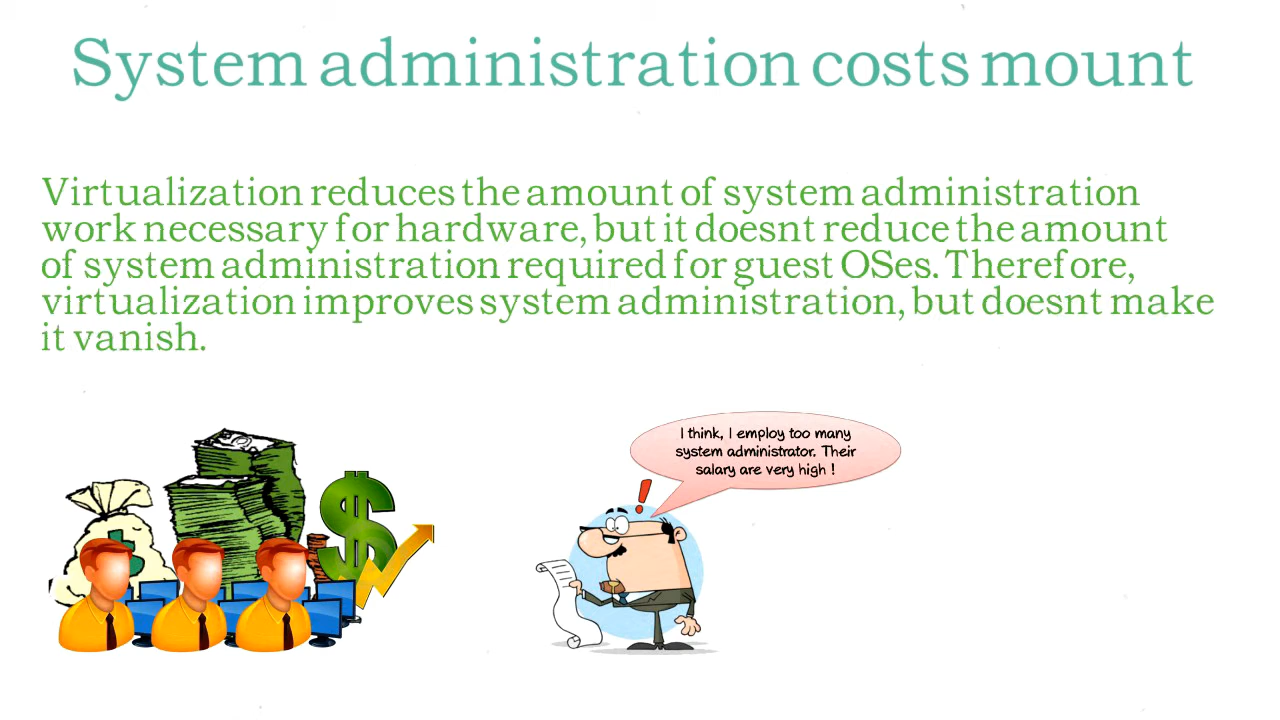 System administration costs mount
Virtualization reduces the amount of system administration
work necessary for hardware, but it doesnt reduce the amount
of system administration required for guest OSes. Therefore,
virtualization improves system administration, but doesnt make
it vanish.
I think, I employ too many
system administrator. Their
salary are very high !